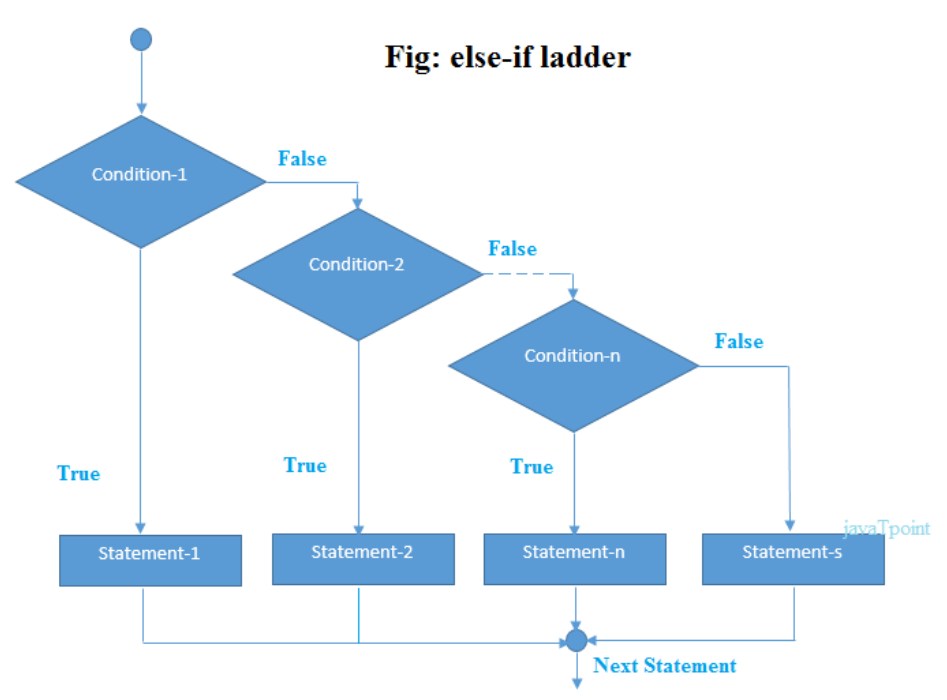 Fig: else-if ladder
Condition-1
False
Condition-2
False
Condition-n
False
True
True
True
javaTpoint
Statement-1
Statement-2
Statement-n
Statement-s
Next Statement